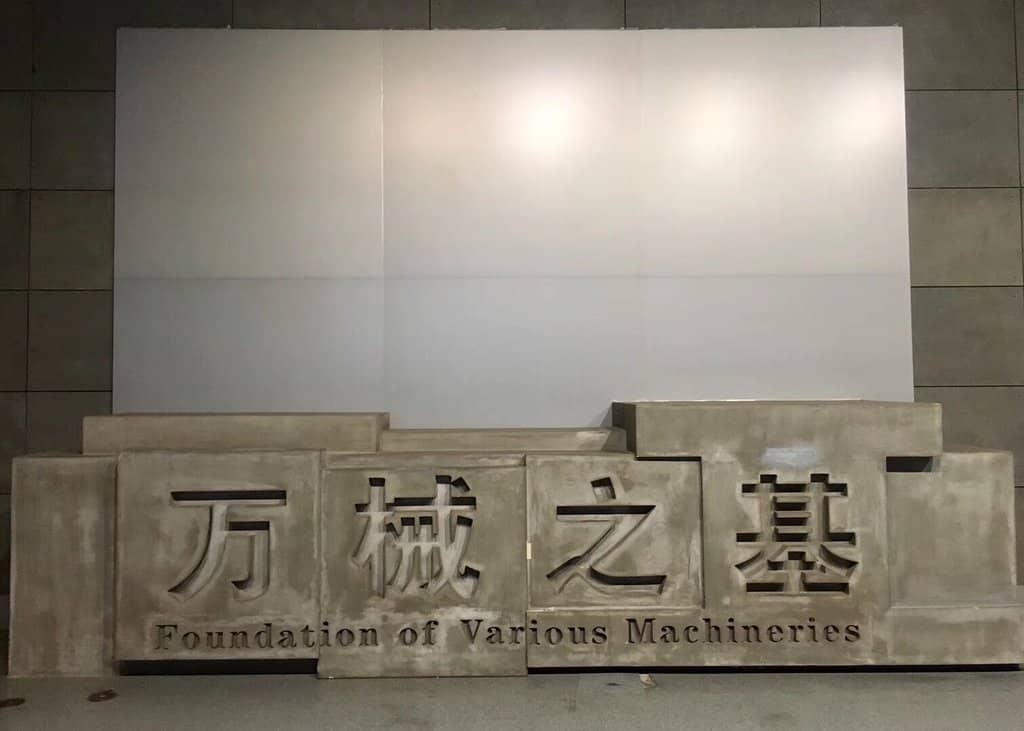 万械之基
Foundation of Various Machineries